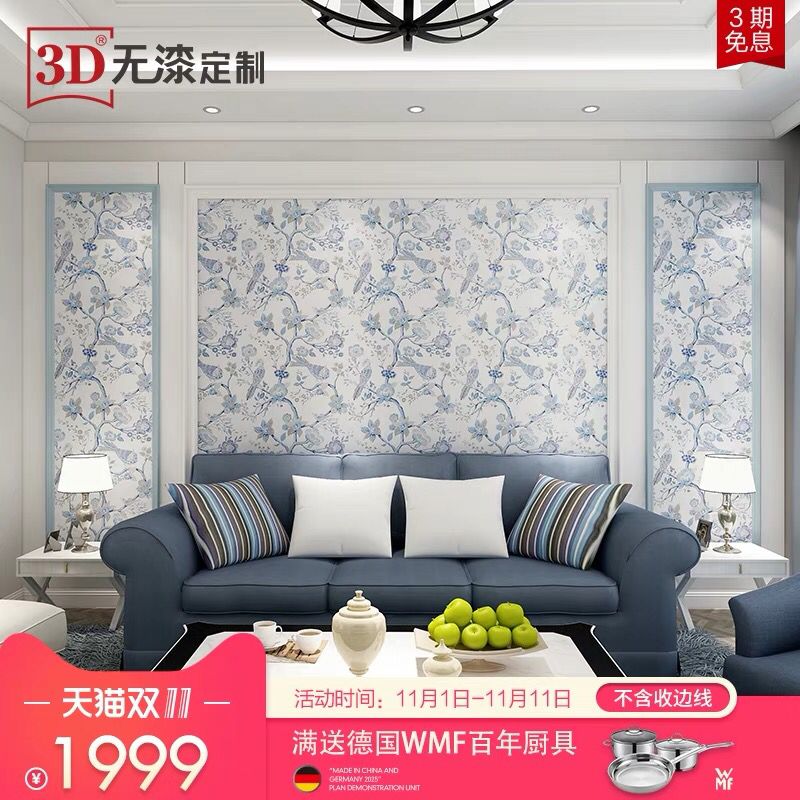 3D®无漆定制
3期
免息
天猫双11
¥1999
活动时间：11月1日-11月11日
不含收边线
满送德国WMF百年厨具
"MADE IN CHINA AND
GERMANY 2025"
PLAN DEMONSTRATION UNIT
WMF